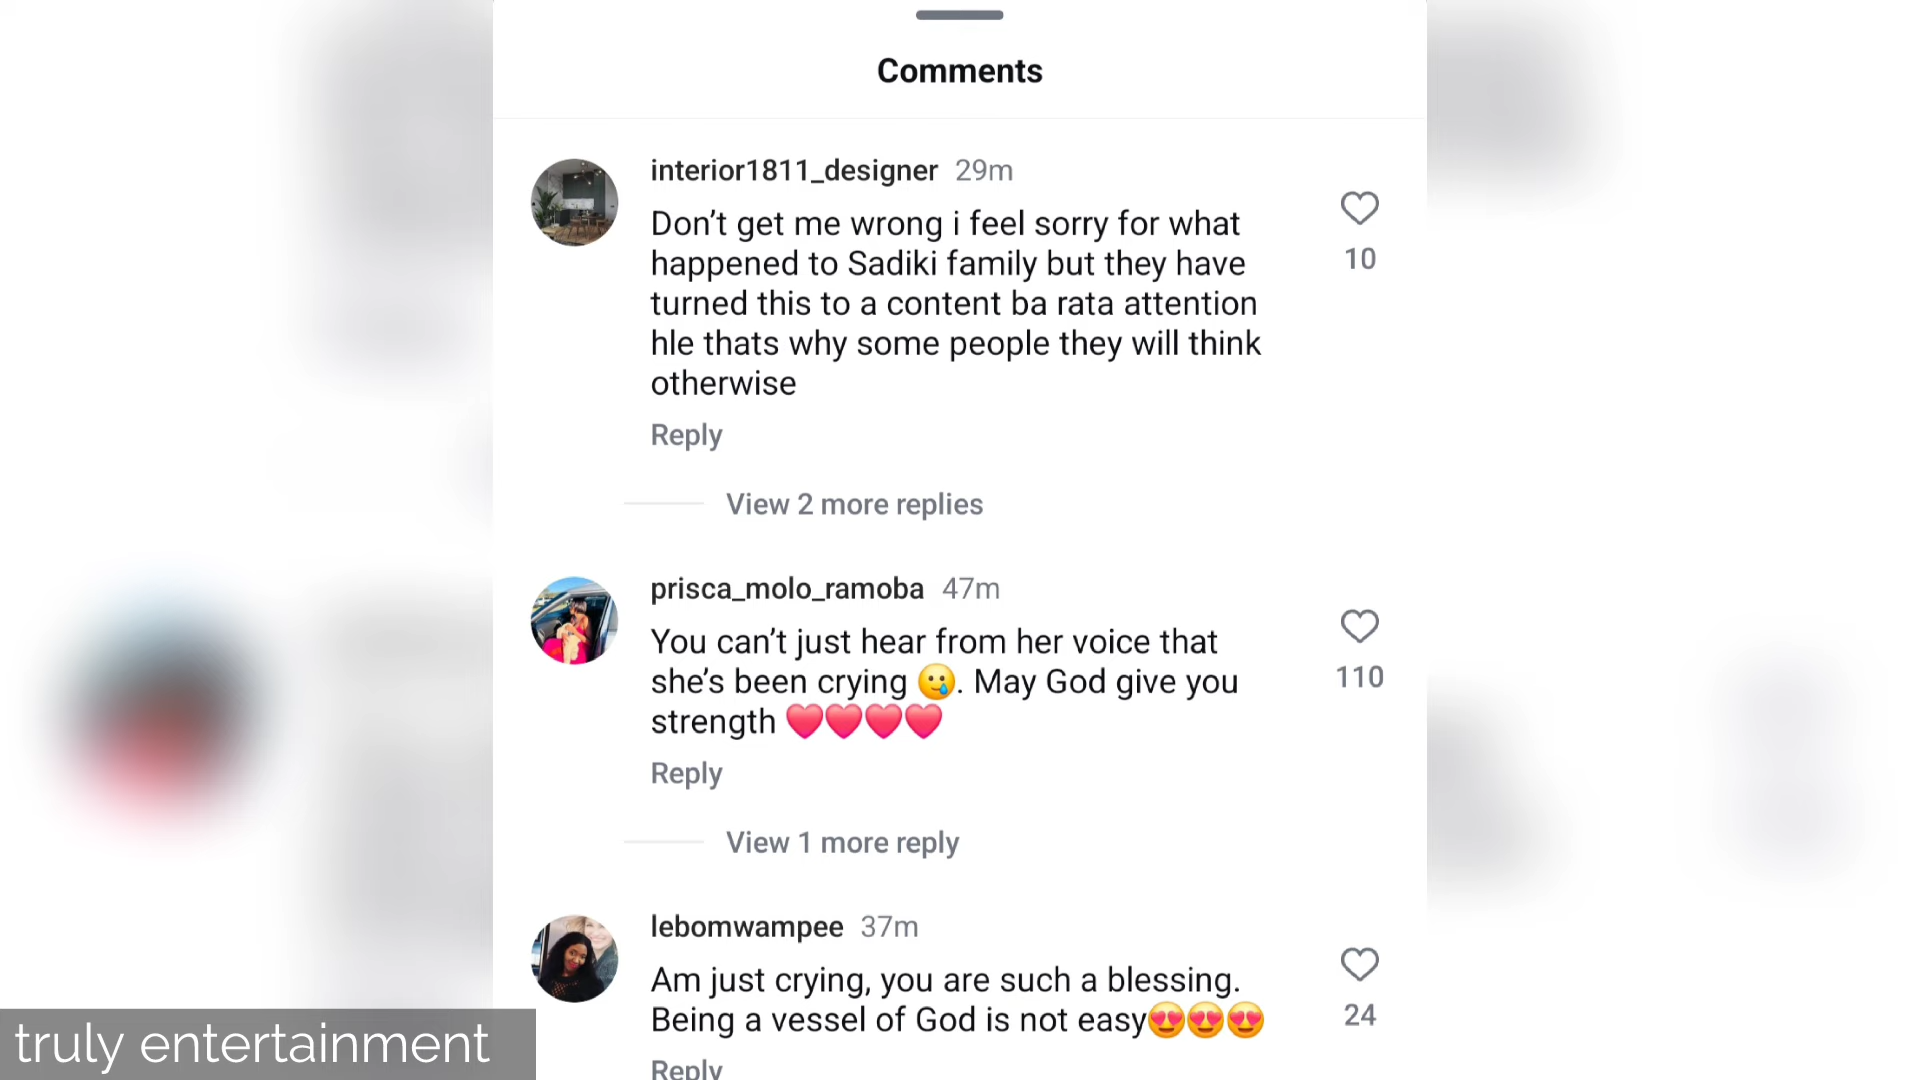 Comments
interior1811_designer 29m
Don’t get me wrong i feel sorry for what
happened to Sadiki family but they have
turned this to a content ba rata attention
hle thats why some people they will think
otherwise
10
Reply
View 2 more replies
prisca_molo_ramoba 47m
You can’t just hear from her voice that
she’s been crying 🥲. May God give you
strength ❤️❤️❤️❤️
110
Reply
View 1 more reply
lebomwampee 37m
Am just crying, you are such a blessing.
Being a vessel of God is not easy😍😍😍
24
Reply
truly entertainment